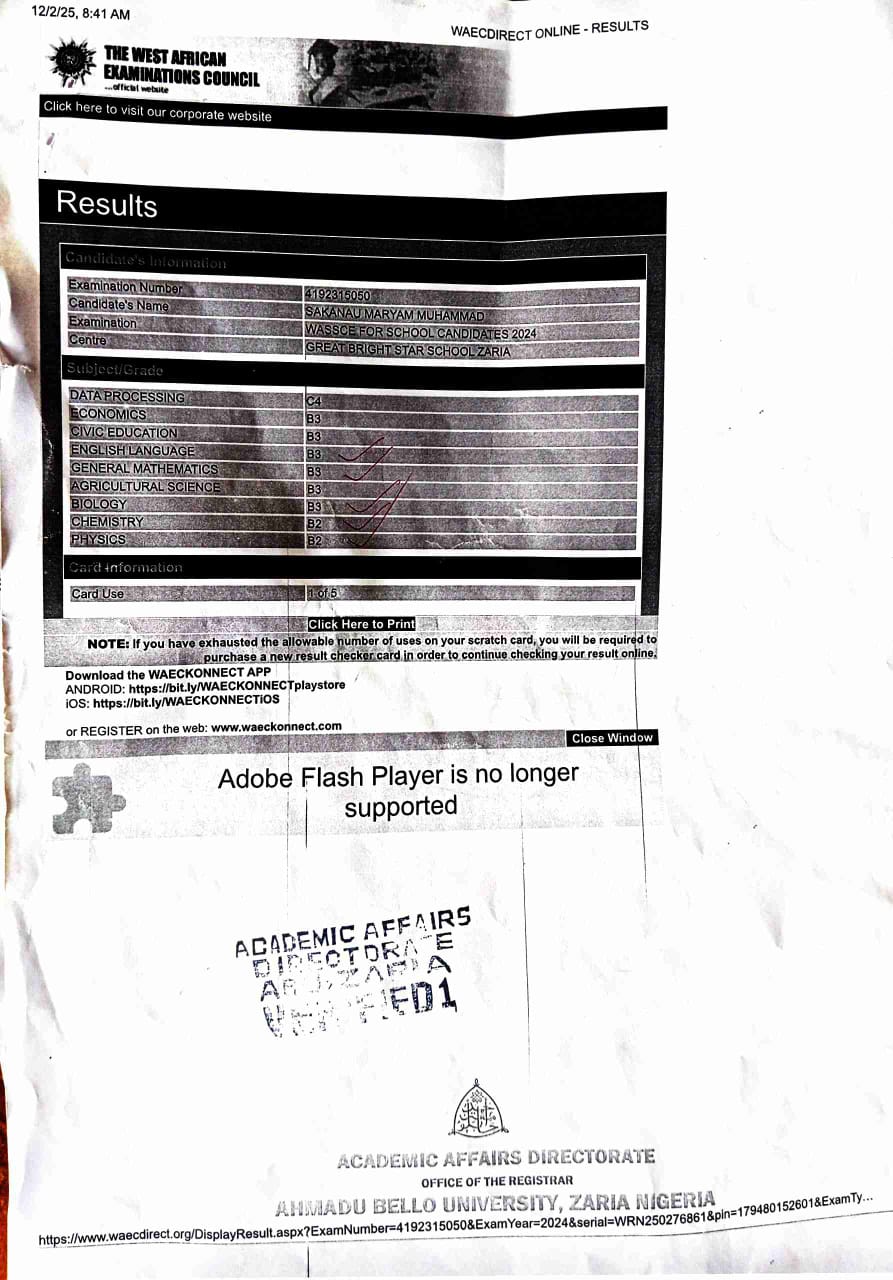 12/2/25, 8:41 AM
WAECDIRECT ONLINE - RESULTS
THE WEST AFRICAN
EXAMINATIONS COUNCIL
...official website
Click here to visit our corporate website
Results
Candidate's Information
Examination Number 4192315050
Candidate's Name SAKANAU MARYAM MUHAMMAD
Examination WASSCE FOR SCHOOL CANDIDATES 2024
Centre GREAT BRIGHT STAR SCHOOL ZARIA
Subject/Grade
DATA PROCESSING C4
ECONOMICS B3
CIVIC EDUCATION B3
ENGLISH LANGUAGE B3
GENERAL MATHEMATICS B3
AGRICULTURAL SCIENCE B3
BIOLOGY B3
CHEMISTRY B2
PHYSICS B2
Card Information
Card Use 1 of 5
Click Here to Print
NOTE: If you have exhausted the allowable number of uses on your scratch card, you will be required to
purchase a new result checker card in order to continue checking your result online.
Download the WAECKONNECT APP
ANDROID: https://bit.ly/WAECKONNECTplaystore
iOS: https://bit.ly/WAECKONNECTiOS
or REGISTER on the web: www.waeckonnect.com
Close Window
Adobe Flash Player is no longer
supported
ACADEMIC AFFAIRS
DIRECTORATE
ZARIA
ACADEMIC AFFAIRS DIRECTORATE
OFFICE OF THE REGISTRAR
AHMADU BELLO UNIVERSITY, ZARIA NIGERIA
https://www.waecdirect.org/DisplayResult.aspx?ExamNumber=4192315050&ExamYear=2024&serial=WRN250276861&pin=179480152601&ExamTy...